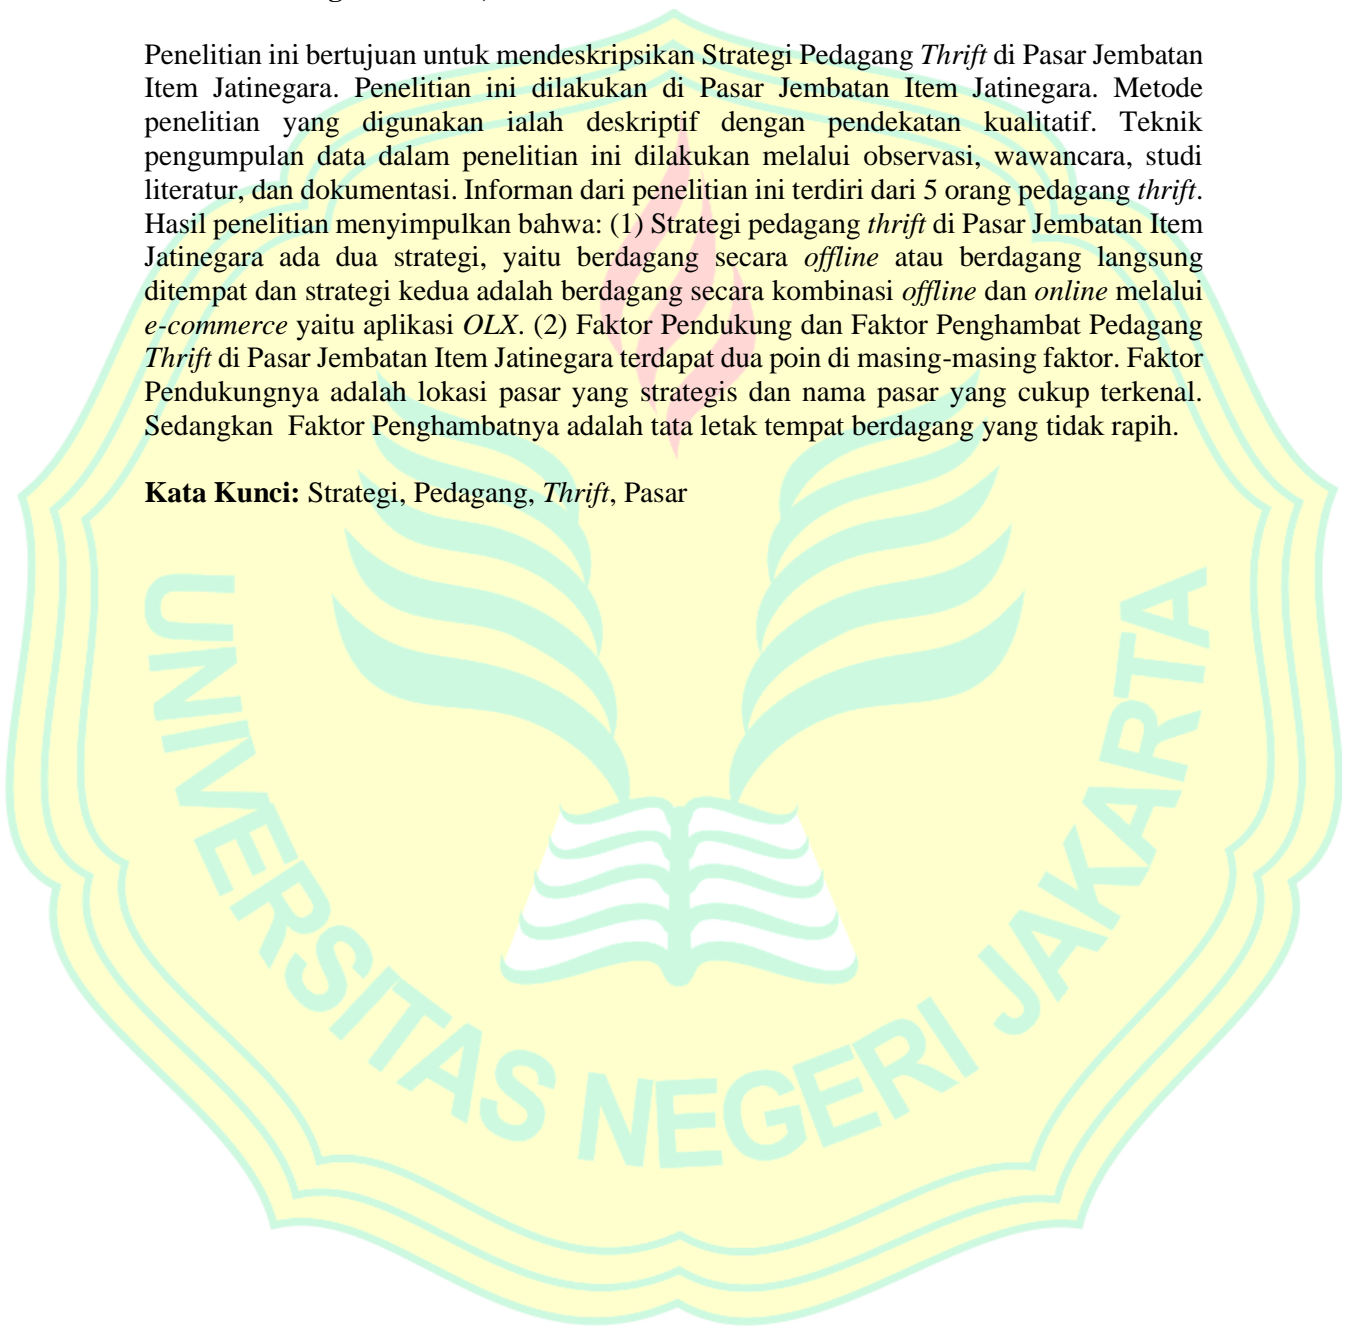 Penelitian ini bertujuan untuk mendeskripsikan Strategi Pedagang Thrift di Pasar Jembatan
Item Jatinegara. Penelitian ini dilakukan di Pasar Jembatan Item Jatinegara. Metode
penelitian yang digunakan ialah deskriptif dengan pendekatan kualitatif. Teknik
pengumpulan data dalam penelitian ini dilakukan melalui observasi, wawancara, studi
literatur, dan dokumentasi. Informan dari penelitian ini terdiri dari 5 orang pedagang thrift.
Hasil penelitian menyimpulkan bahwa: (1) Strategi pedagang thrift di Pasar Jembatan Item
Jatinegara ada dua strategi, yaitu berdagang secara offline atau berdagang langsung
ditempat dan strategi kedua adalah berdagang secara kombinasi offline dan online melalui
e-commerce yaitu aplikasi OLX. (2) Faktor Pendukung dan Faktor Penghambat Pedagang
Thrift di Pasar Jembatan Item Jatinegara terdapat dua poin di masing-masing faktor. Faktor
Pendukungnya adalah lokasi pasar yang strategis dan nama pasar yang cukup terkenal.
Sedangkan Faktor Penghambatnya adalah tata letak tempat berdagang yang tidak rapih.
Kata Kunci: Strategi, Pedagang, Thrift, Pasar
UNIVERSITAS NEGERI JAKARTA